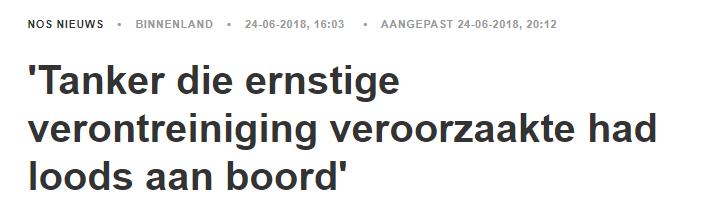 NOS NIEUWS • BINNENLAND • 24-06-2018, 16:03 • AANGEPAST 24-06-2018, 20:12
'Tanker die ernstige
verontreiniging veroorzaakte had
loods aan boord'